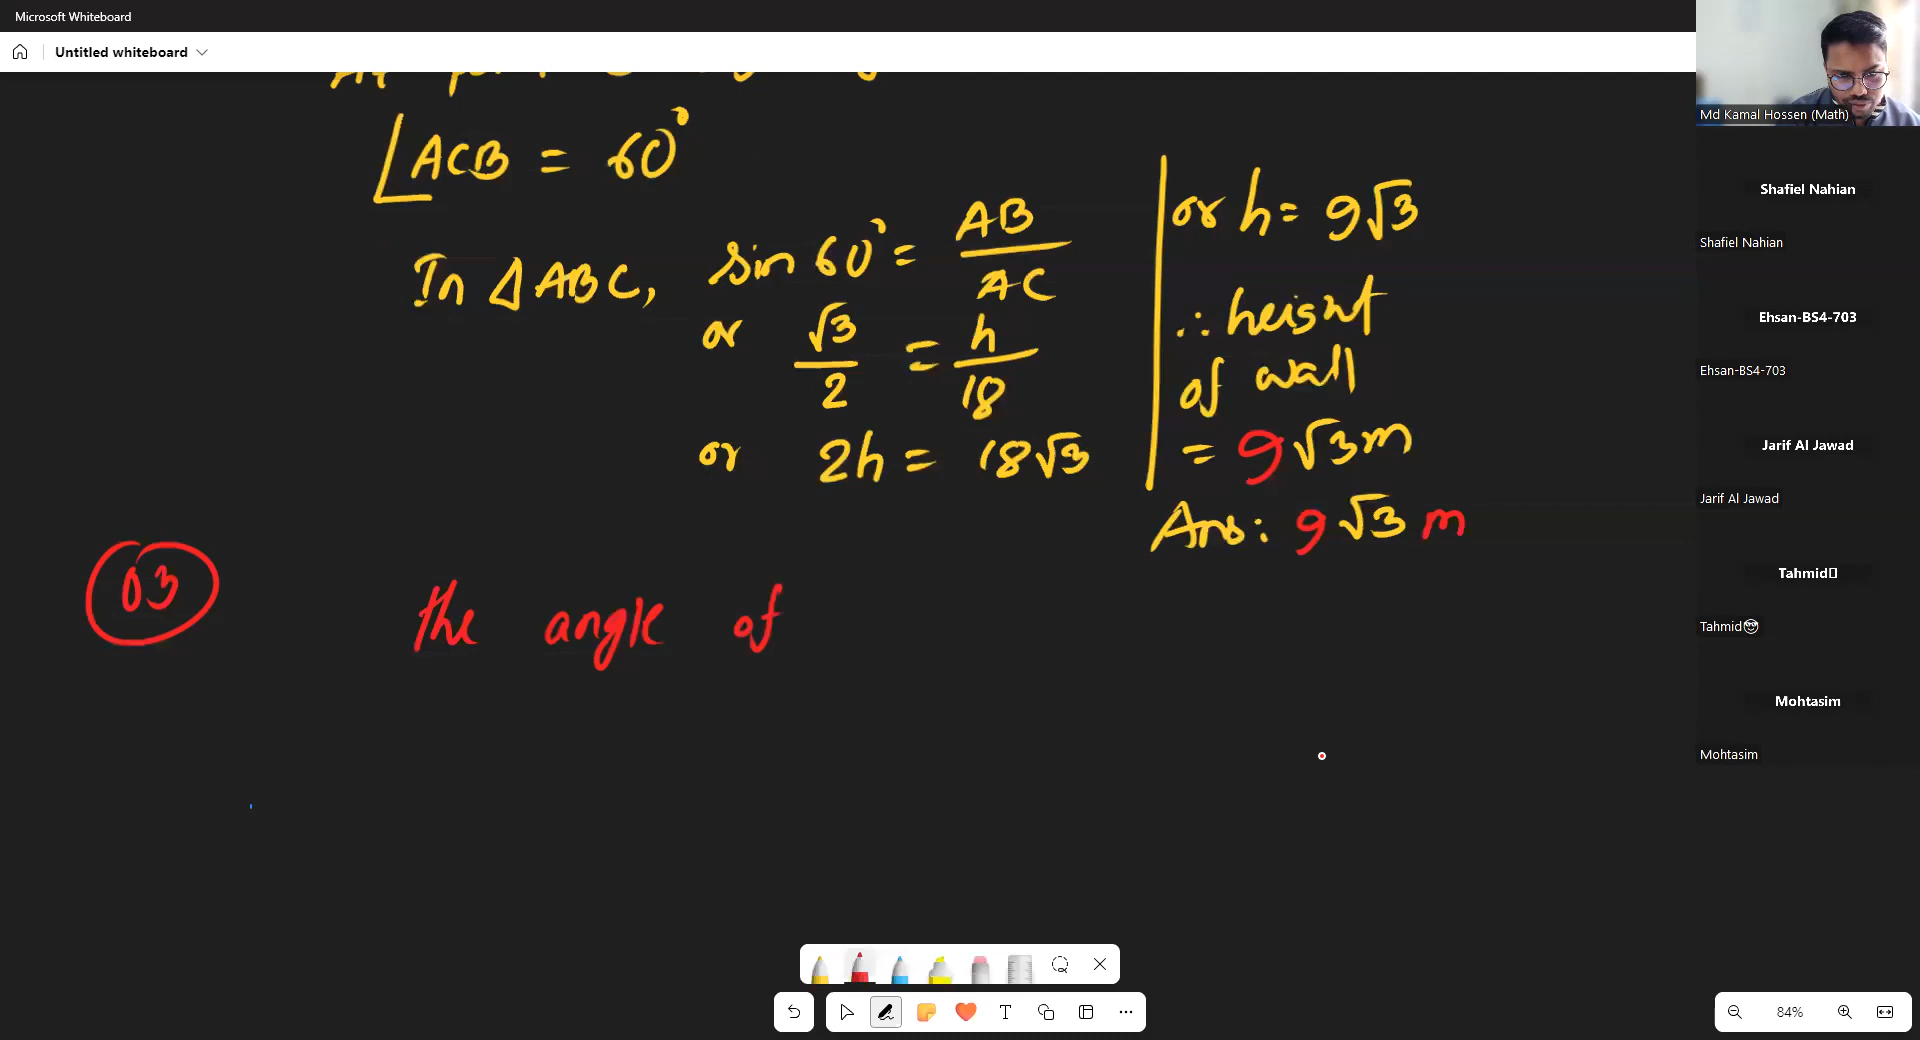 Microsoft Whiteboard
Untitled whiteboard
∠ACB = 60°
In ΔABC, sin 60° = AB/AC
or √3/2 = h/18
or 2h = 18√3
or h = 9√3
∴ height
of wall
= 9√3m
Ans: 9√3 m
03
the angle of
Md Kamal Hossen (Math)
Shafiel Nahian
Shafiel Nahian
Ehsan-BS4-703
Ehsan-BS4-703
Jarif Al Jawad
Jarif Al Jawad
Tahmid
Tahmid😎
Mohtasim
Mohtasim
84%